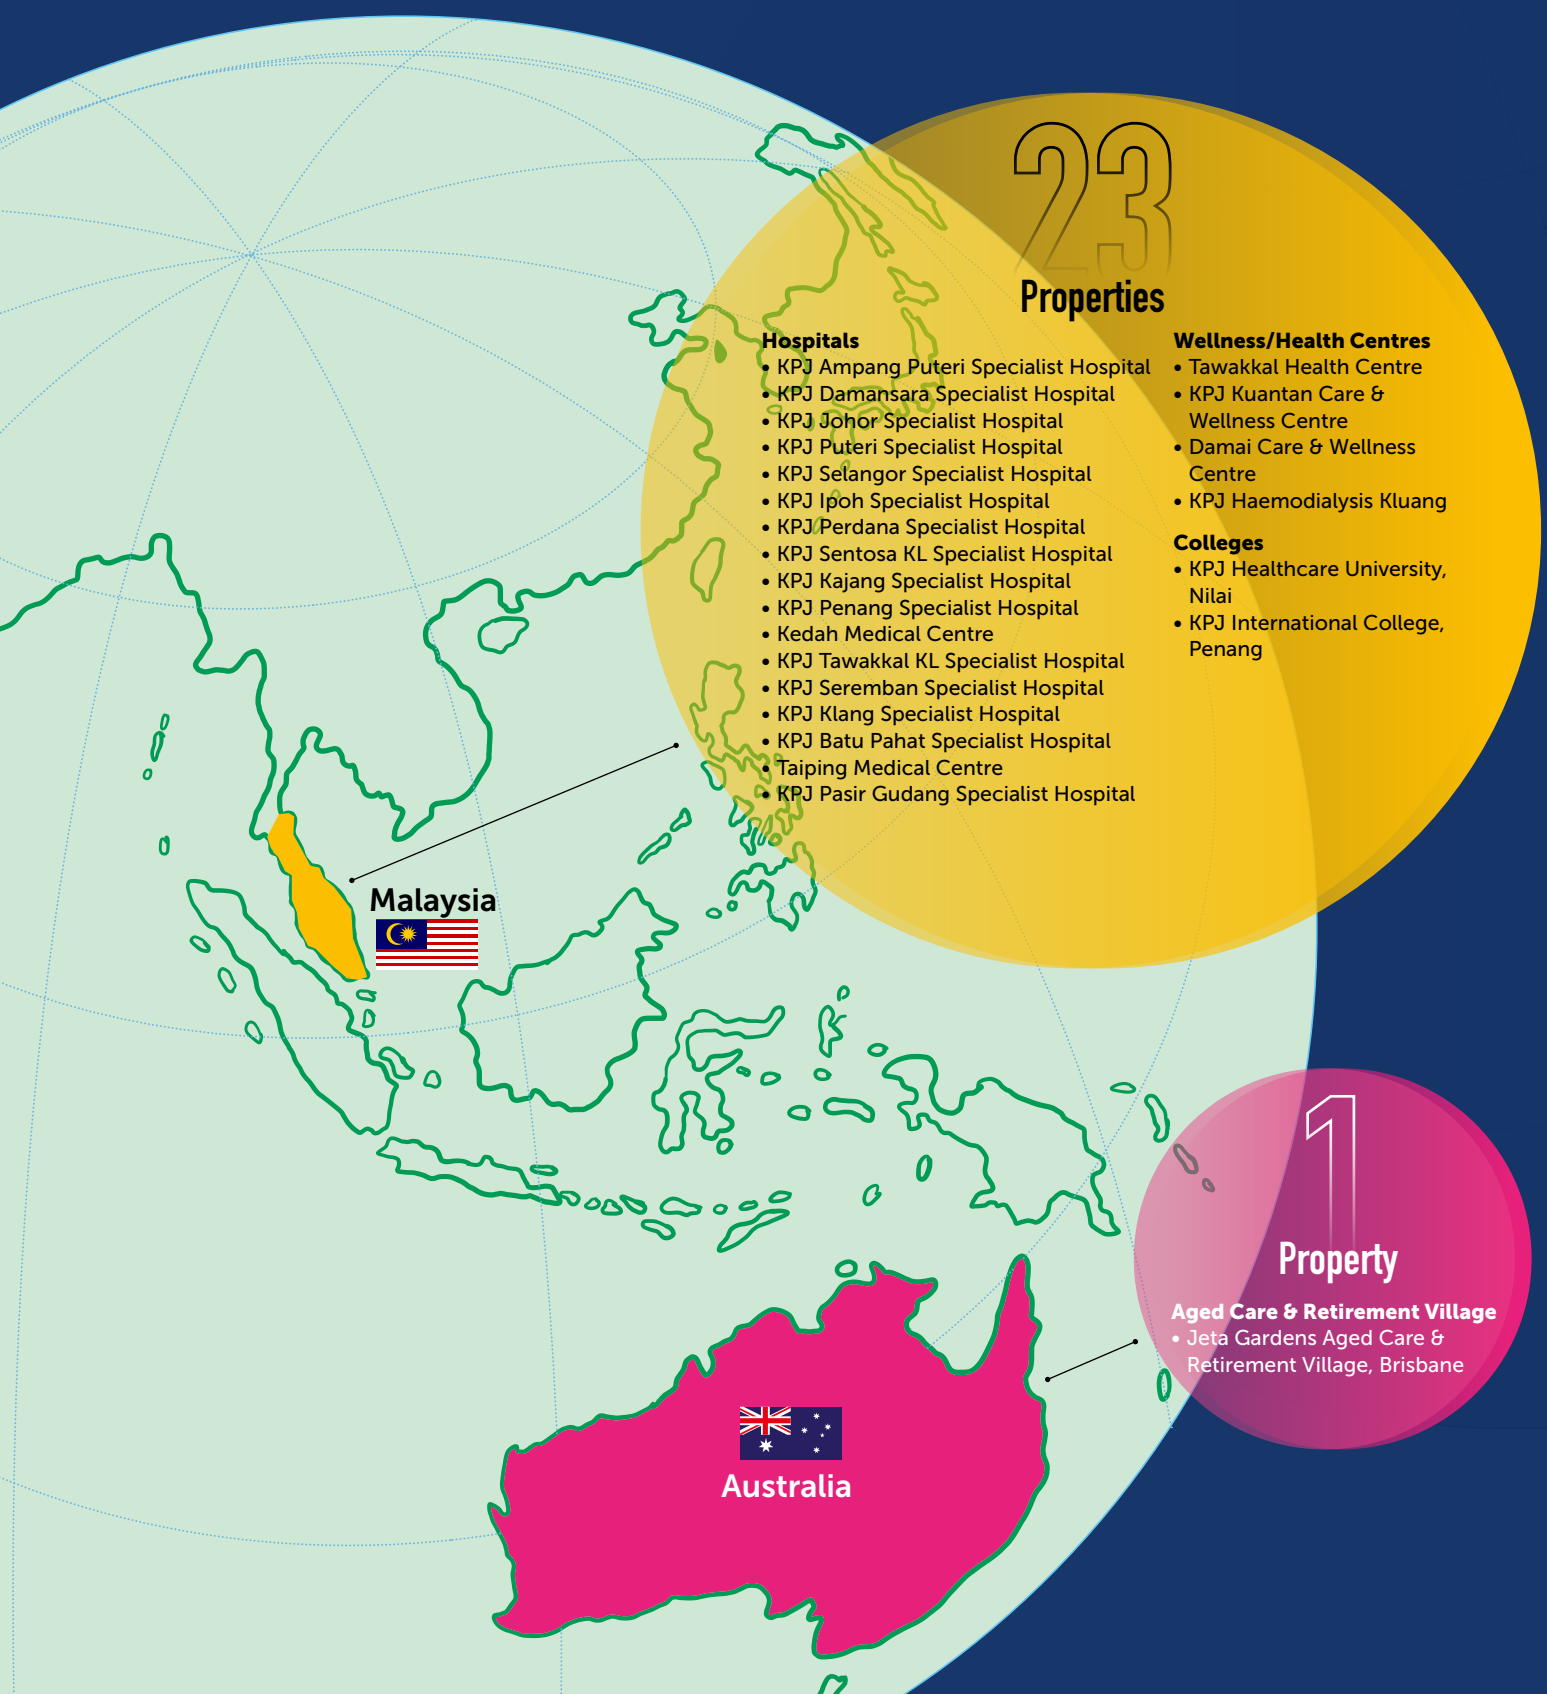 23
Properties
Hospitals
• KPJ Ampang Puteri Specialist Hospital
• KPJ Damansara Specialist Hospital
• KPJ Johor Specialist Hospital
• KPJ Puteri Specialist Hospital
• KPJ Selangor Specialist Hospital
• KPJ Ipoh Specialist Hospital
• KPJ Perdana Specialist Hospital
• KPJ Sentosa KL Specialist Hospital
• KPJ Kajang Specialist Hospital
• KPJ Penang Specialist Hospital
• Kedah Medical Centre
• KPJ Tawakkal KL Specialist Hospital
• KPJ Seremban Specialist Hospital
• KPJ Klang Specialist Hospital
• KPJ Batu Pahat Specialist Hospital
• Taiping Medical Centre
• KPJ Pasir Gudang Specialist Hospital
Wellness/Health Centres
• Tawakkal Health Centre
• KPJ Kuantan Care &
Wellness Centre
• Damai Care & Wellness
Centre
• KPJ Haemodialysis Kluang
Colleges
• KPJ Healthcare University,
Nilai
• KPJ International College,
Penang
Malaysia
1
Property
Aged Care & Retirement Village
• Jeta Gardens Aged Care &
Retirement Village, Brisbane
Australia